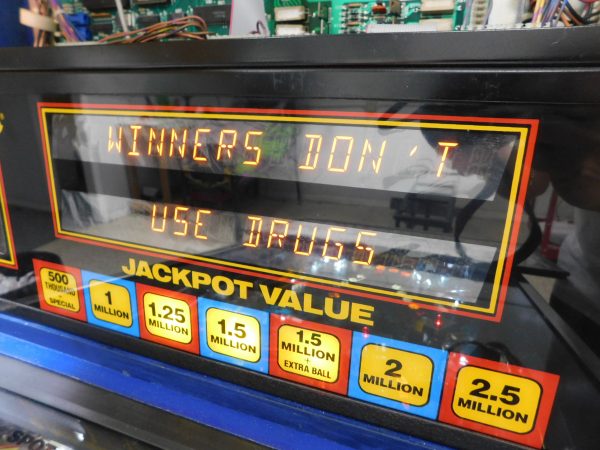 WINNERS DON'T
USE DRUGS
JACKPOT VALUE
500
THOUSAND
+
SPECIAL
1
MILLION
1.25
MILLION
1.5
MILLION
1.5
MILLION
+
EXTRA BALL
2
MILLION
2.5
MILLION
SPOT